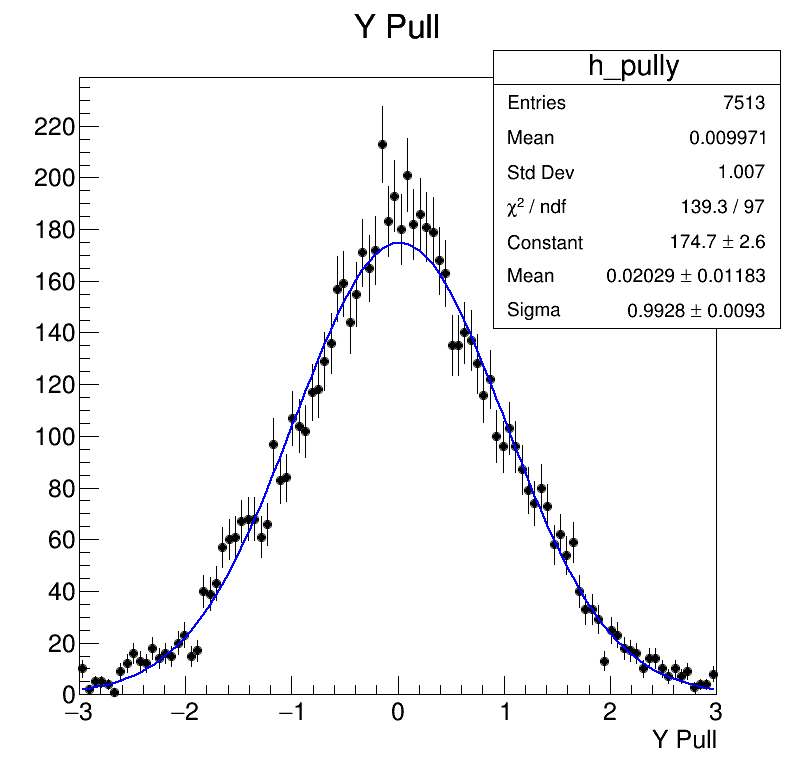 Y Pull
h_pully
Entries 7513
Mean 0.009971
Std Dev 1.007
χ² / ndf 139.3 / 97
Constant 174.7 ± 2.6
Mean 0.02029 ± 0.01183
Sigma 0.9928 ± 0.0093
220
200
180
160
140
120
100
80
60
40
20
0
−3 −2 −1 0 1 2 3
Y Pull